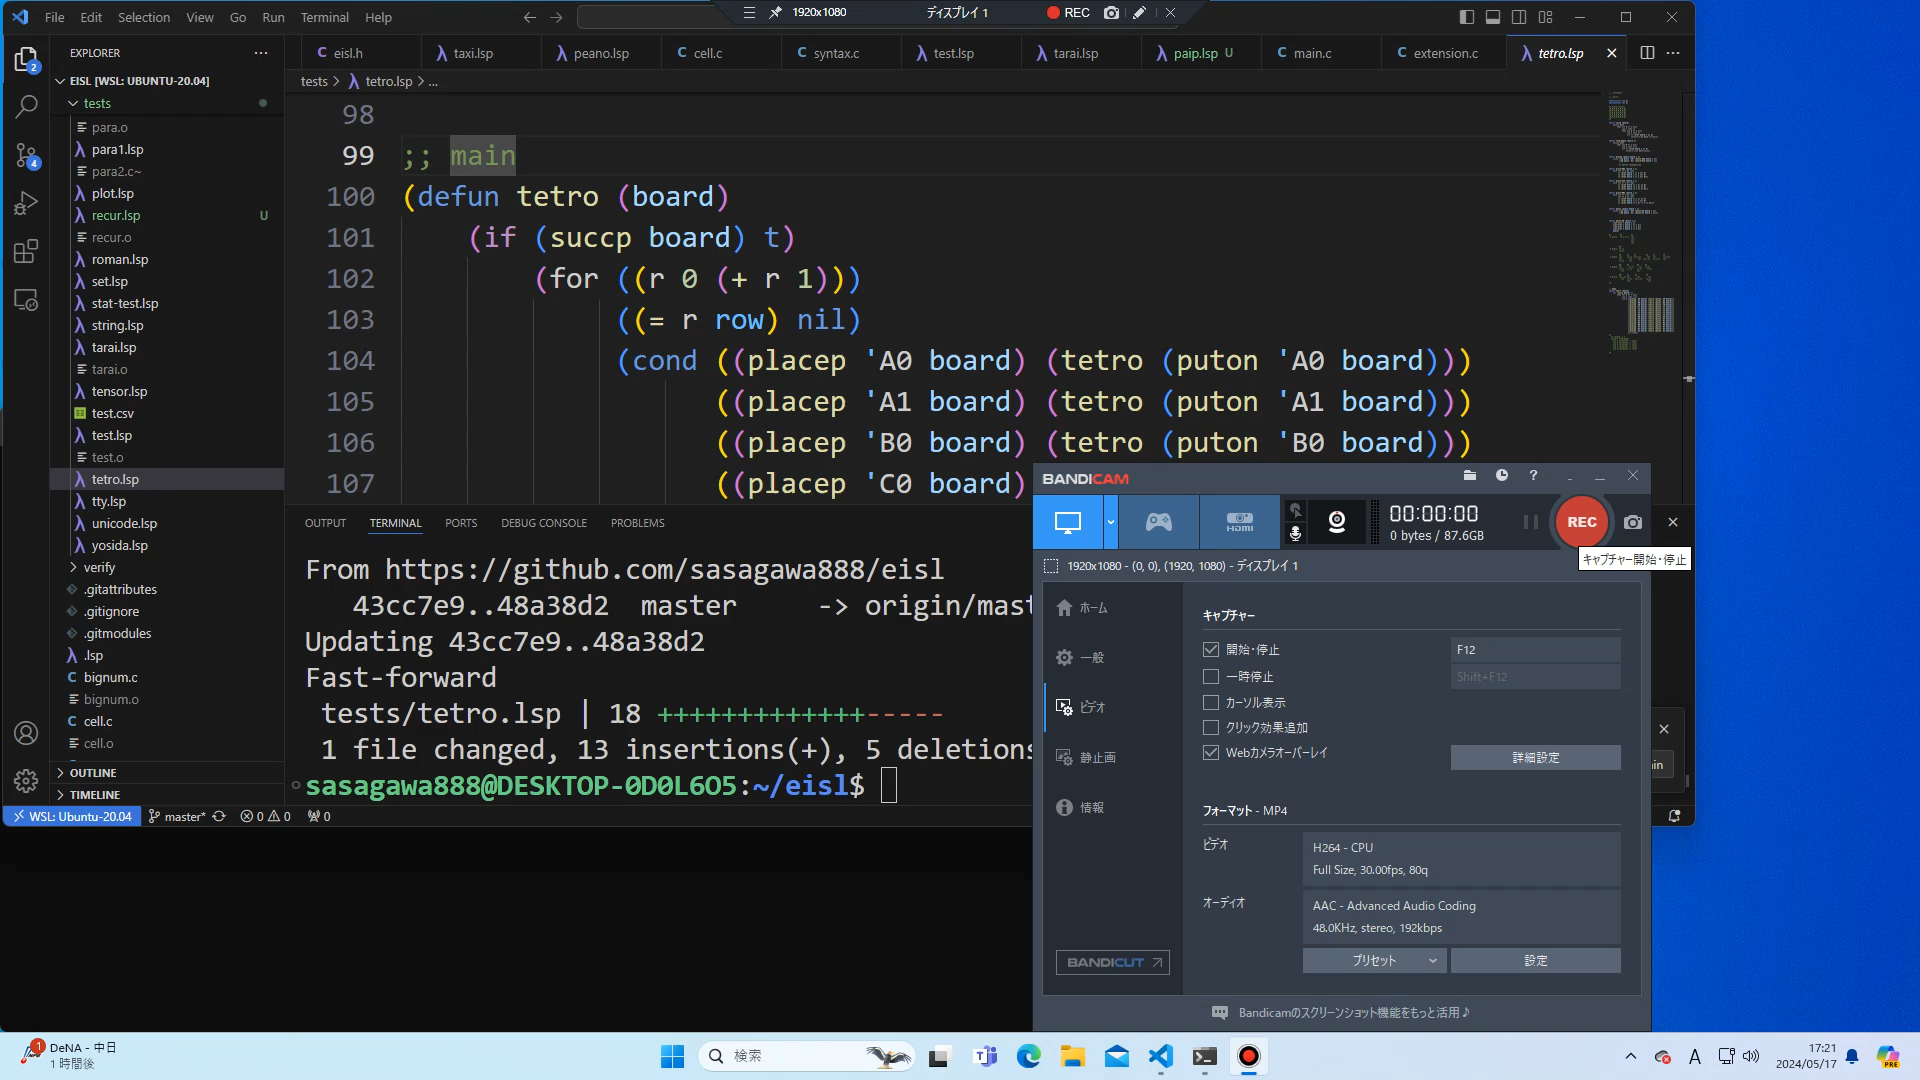 File Edit Selection View Go Run Terminal Help
1920x1080 ディスプレイ 1 REC
EXPLORER
eisl.h taxi.lsp peano.lsp cell.c syntax.c test.lsp tarai.lsp paip.lsp U main.c extension.c tetro.lsp
EISL [WSL: UBUNTU-20.04]
tests > tetro.lsp > ...
tests
para.o
para1.lsp
para2.c~
plot.lsp
recur.lsp U
recur.o
roman.lsp
set.lsp
stat-test.lsp
string.lsp
tarai.lsp
tarai.o
tensor.lsp
test.csv
test.lsp
test.o
tetro.lsp
tty.lsp
unicode.lsp
yosida.lsp
verify
.gitattributes
.gitignore
.gitmodules
.lsp
bignum.c
bignum.o
cell.c
cell.o
OUTLINE
TIMELINE
2
4
98
99 ;; main
100 (defun tetro (board)
101 (if (succp board) t)
102 (for ((r 0 (+ r 1)))
103 ((= r row) nil)
104 (cond ((placep 'A0 board) (tetro (puton 'A0 board)))
105 ((placep 'A1 board) (tetro (puton 'A1 board)))
106 ((placep 'B0 board) (tetro (puton 'B0 board)))
107 ((placep 'C0 board)
OUTPUT TERMINAL PORTS DEBUG CONSOLE PROBLEMS
From https://github.com/sasagawa888/eisl
43cc7e9..48a38d2 master -> origin/mast
Updating 43cc7e9..48a38d2
Fast-forward
tests/tetro.lsp | 18 +++++++++++++-----
1 file changed, 13 insertions(+), 5 deletions
sasagawa888@DESKTOP-0D0L6O5:~/eisl$
WSL: Ubuntu-20.04 master* 0 0 0
BANDICAM ?
HDMI
00:00:00
0 bytes / 87.6GB
REC
キャプチャー開始・停止
1920x1080 - (0, 0), (1920, 1080) - ディスプレイ 1
ホーム
一般
ビデオ
静止画
情報
BANDICUT
キャプチャー
開始・停止 F12
一時停止 Shift+F12
カーソル表示
クリック効果追加
Webカメラオーバーレイ 詳細設定
フォーマット - MP4
ビデオ
H264 - CPU
Full Size, 30.00fps, 80q
オーディオ
AAC - Advanced Audio Coding
48.0KHz, stereo, 192kbps
プリセット 設定
Bandicamのスクリーンショット機能をもっと活用♪
in
1
DeNA - 中日
1 時間後
検索
A
17:21
2024/05/17
PRE